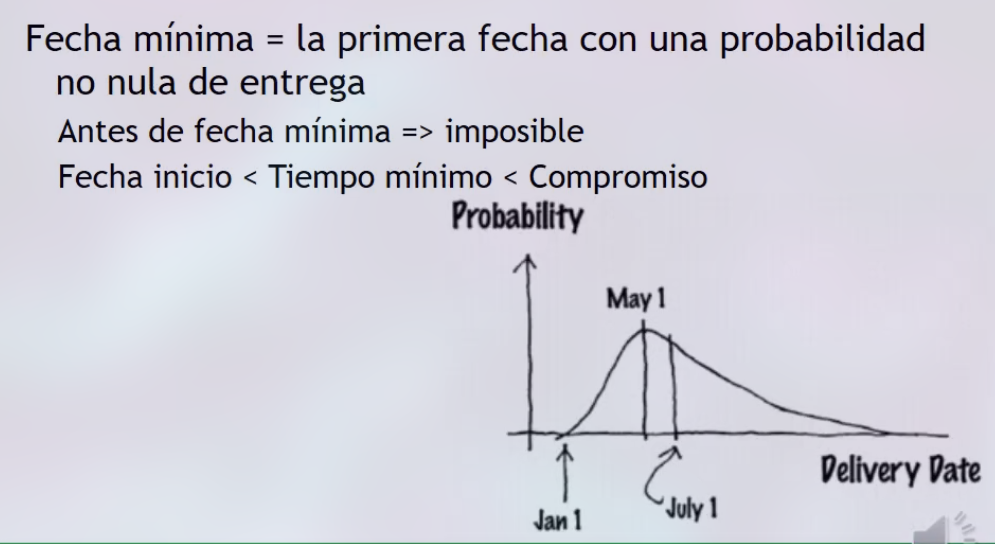 Fecha mínima = la primera fecha con una probabilidad
no nula de entrega
Antes de fecha mínima => imposible
Fecha inicio < Tiempo mínimo < Compromiso
Probability
May 1
Delivery Date
Jan 1
July 1